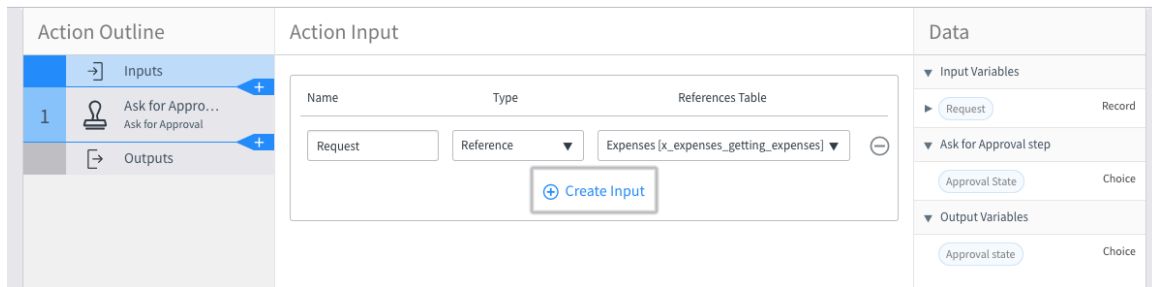 Action Outline
Action Input
Data
Inputs
1
Ask for Appro...
Ask for Approval
Outputs
Name Type References Table
Request Reference Expenses [x_expenses_getting_expenses]
Create Input
Input Variables
Request Record
Ask for Approval step
Approval State Choice
Output Variables
Approval state Choice